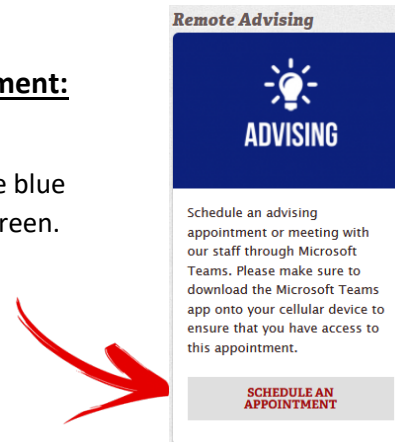 ment:
e blue
reen.
Remote Advising
ADVISING
Schedule an advising
appointment or meeting with
our staff through Microsoft
Teams. Please make sure to
download the Microsoft Teams
app onto your cellular device to
ensure that you have access to
this appointment.
SCHEDULE AN
APPOINTMENT